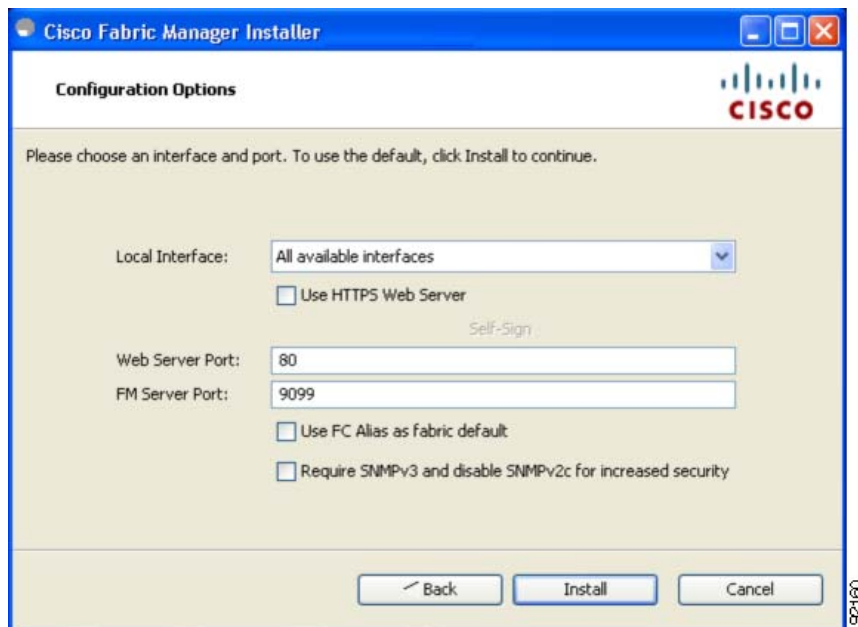 Cisco Fabric Manager Installer
Configuration Options
CISCO
Please choose an interface and port. To use the default, click Install to continue.
Local Interface: All available interfaces
Use HTTPS Web Server
Self-Sign
Web Server Port: 80
FM Server Port: 9099
Use FC Alias as fabric default
Require SNMPv3 and disable SNMPv2c for increased security
Back Install Cancel